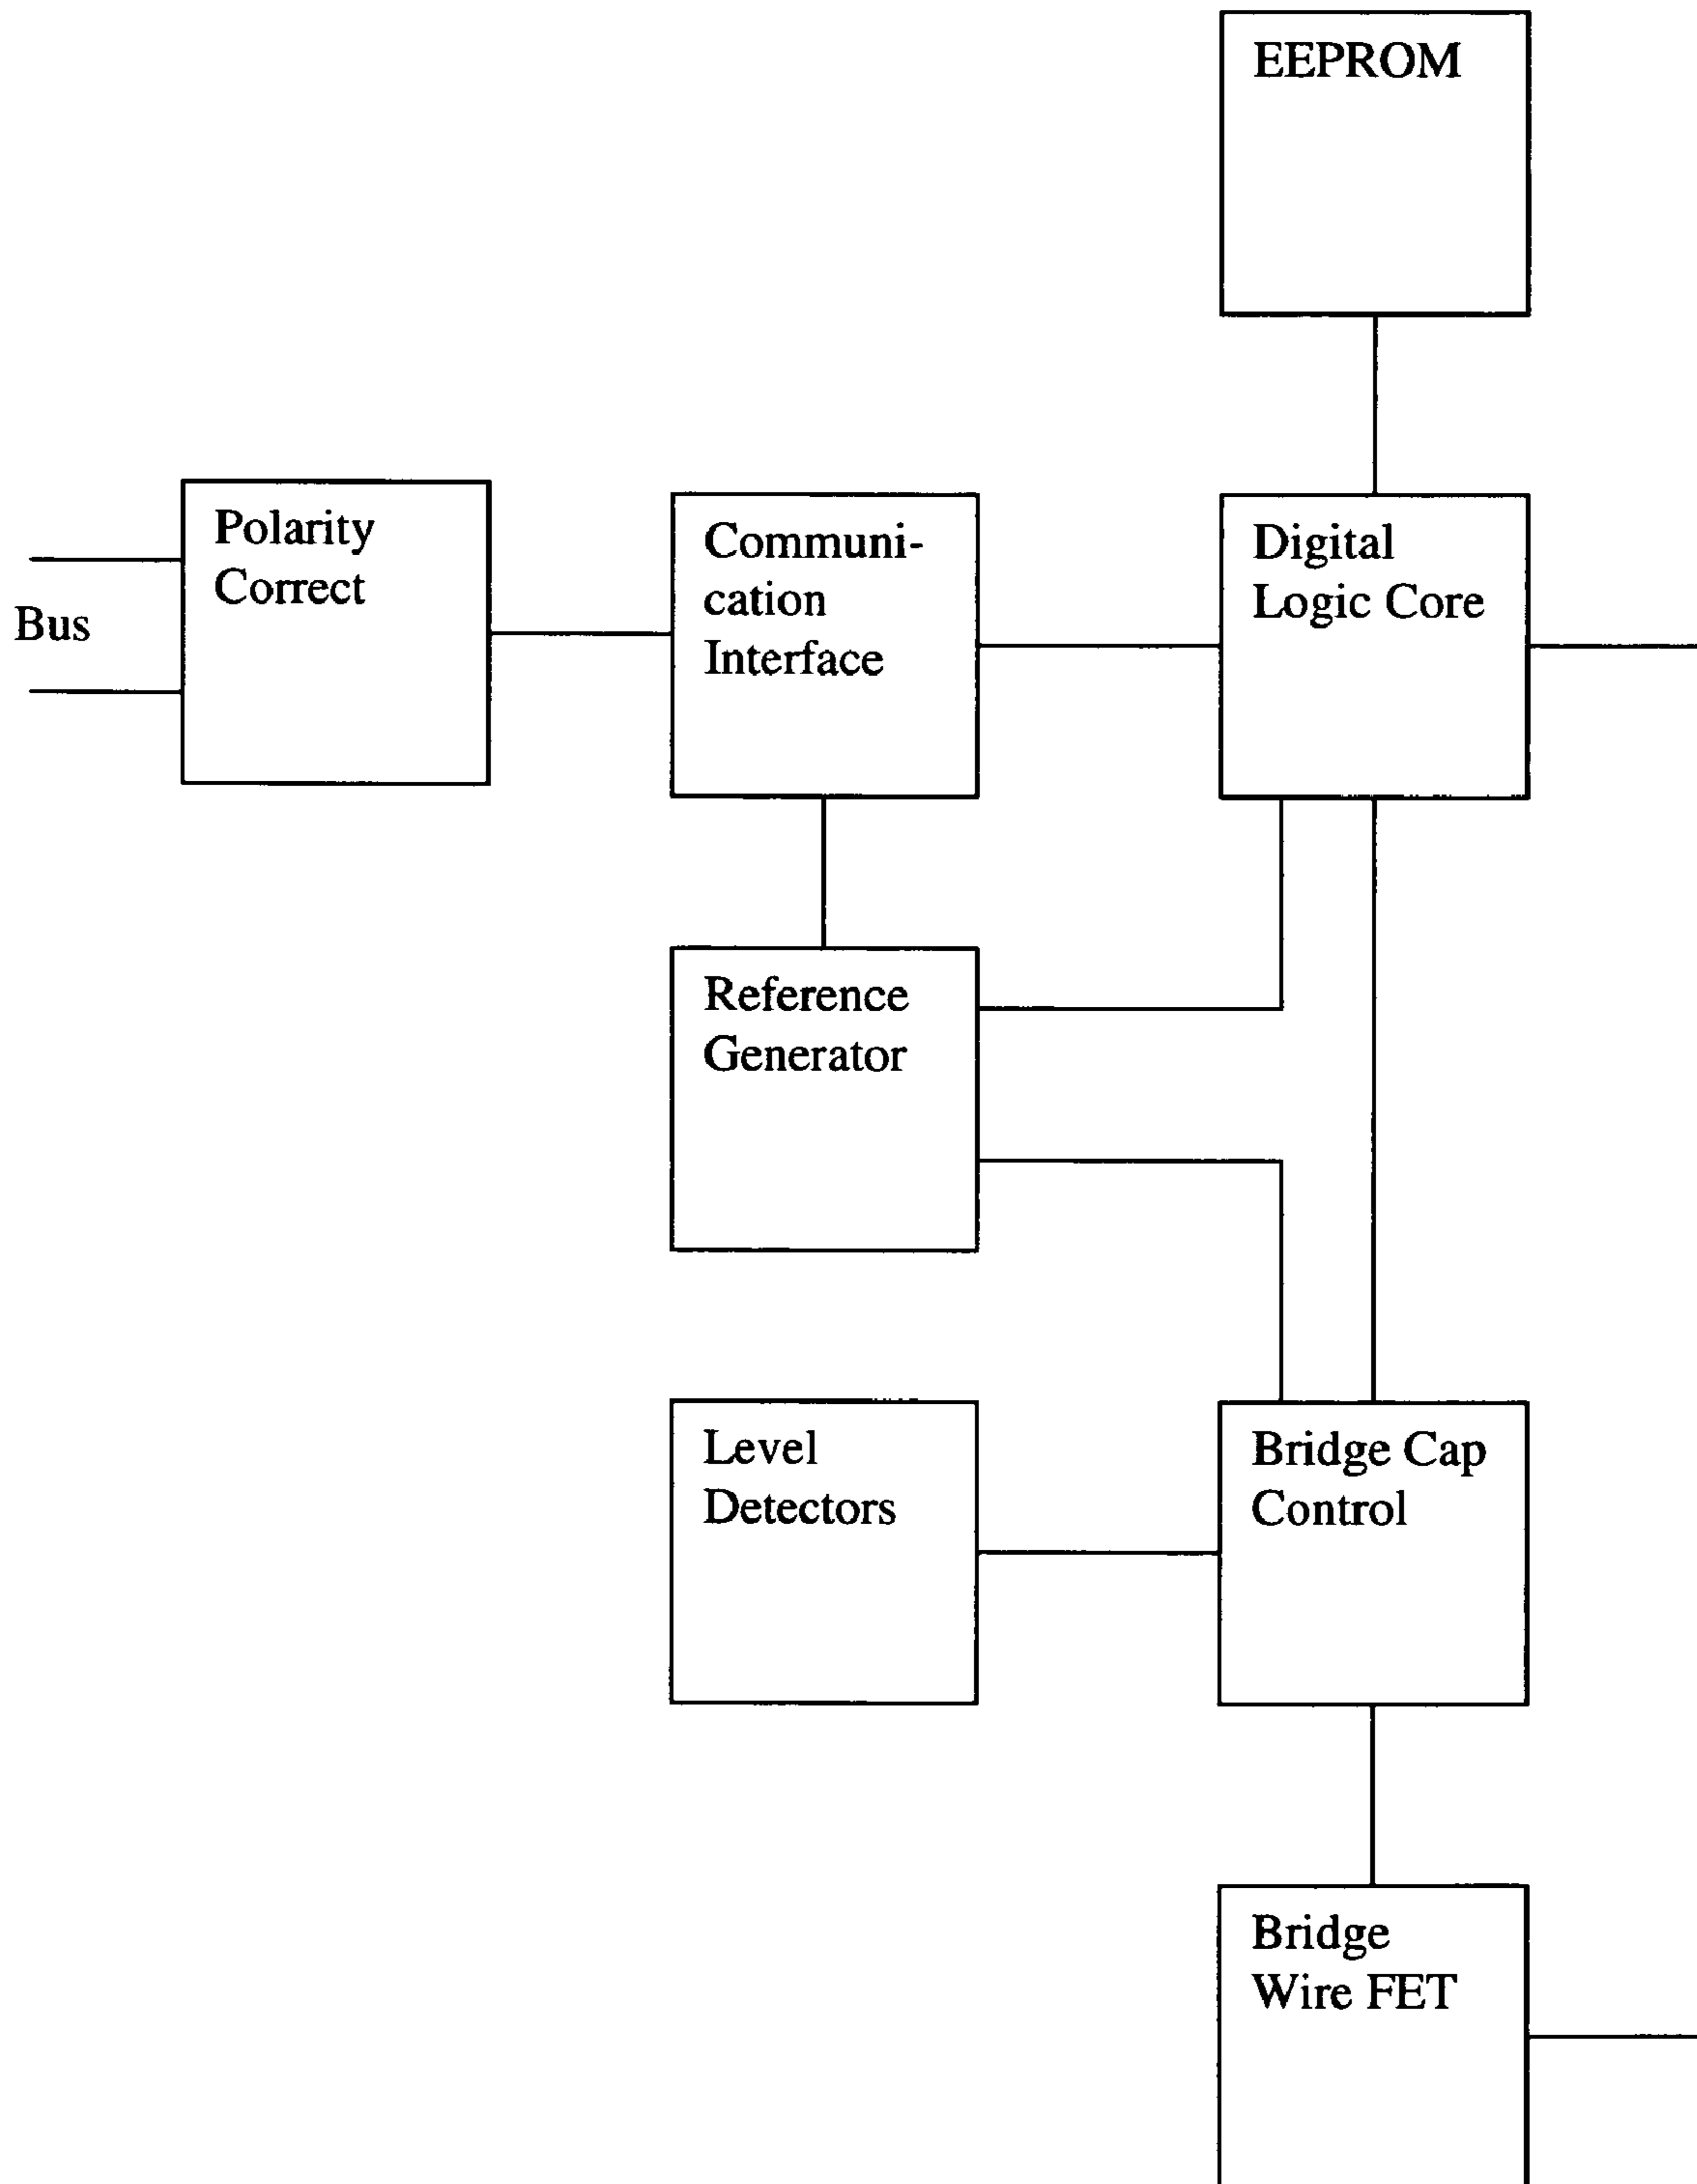 EEPROM
Polarity
Correct
Bus
Communi-
cation
Interface
Digital
Logic Core
Reference
Generator
Level
Detectors
Bridge Cap
Control
Bridge
Wire FET